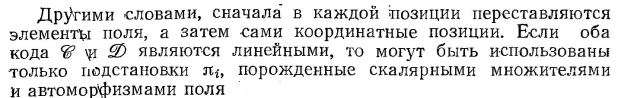 Другими словами, сначала в каждой позиции переставляются
элементы поля, а затем сами координатные позиции. Если оба
кода 𝒞 и 𝒟 являются линейными, то могут быть использованы
только подстановки πᵢ, порожденные скалярными множителями
и автоморфизмами поля